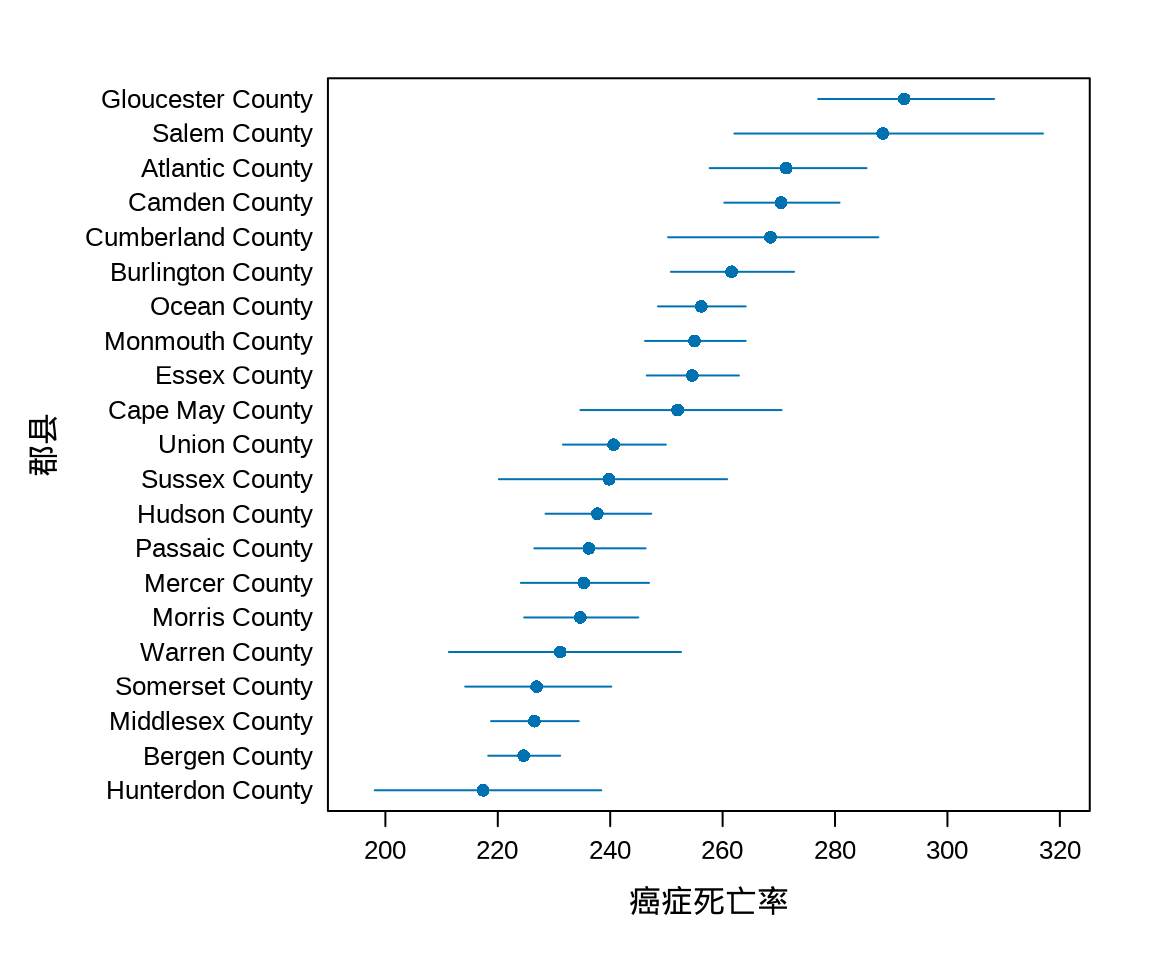 Gloucester County
Salem County
Atlantic County
Camden County
Cumberland County
Burlington County
Ocean County
Monmouth County
Essex County
Cape May County
Union County
Sussex County
Hudson County
Passaic County
Mercer County
Morris County
Warren County
Somerset County
Middlesex County
Bergen County
Hunterdon County
郡县
200 220 240 260 280 300 320
癌症死亡率